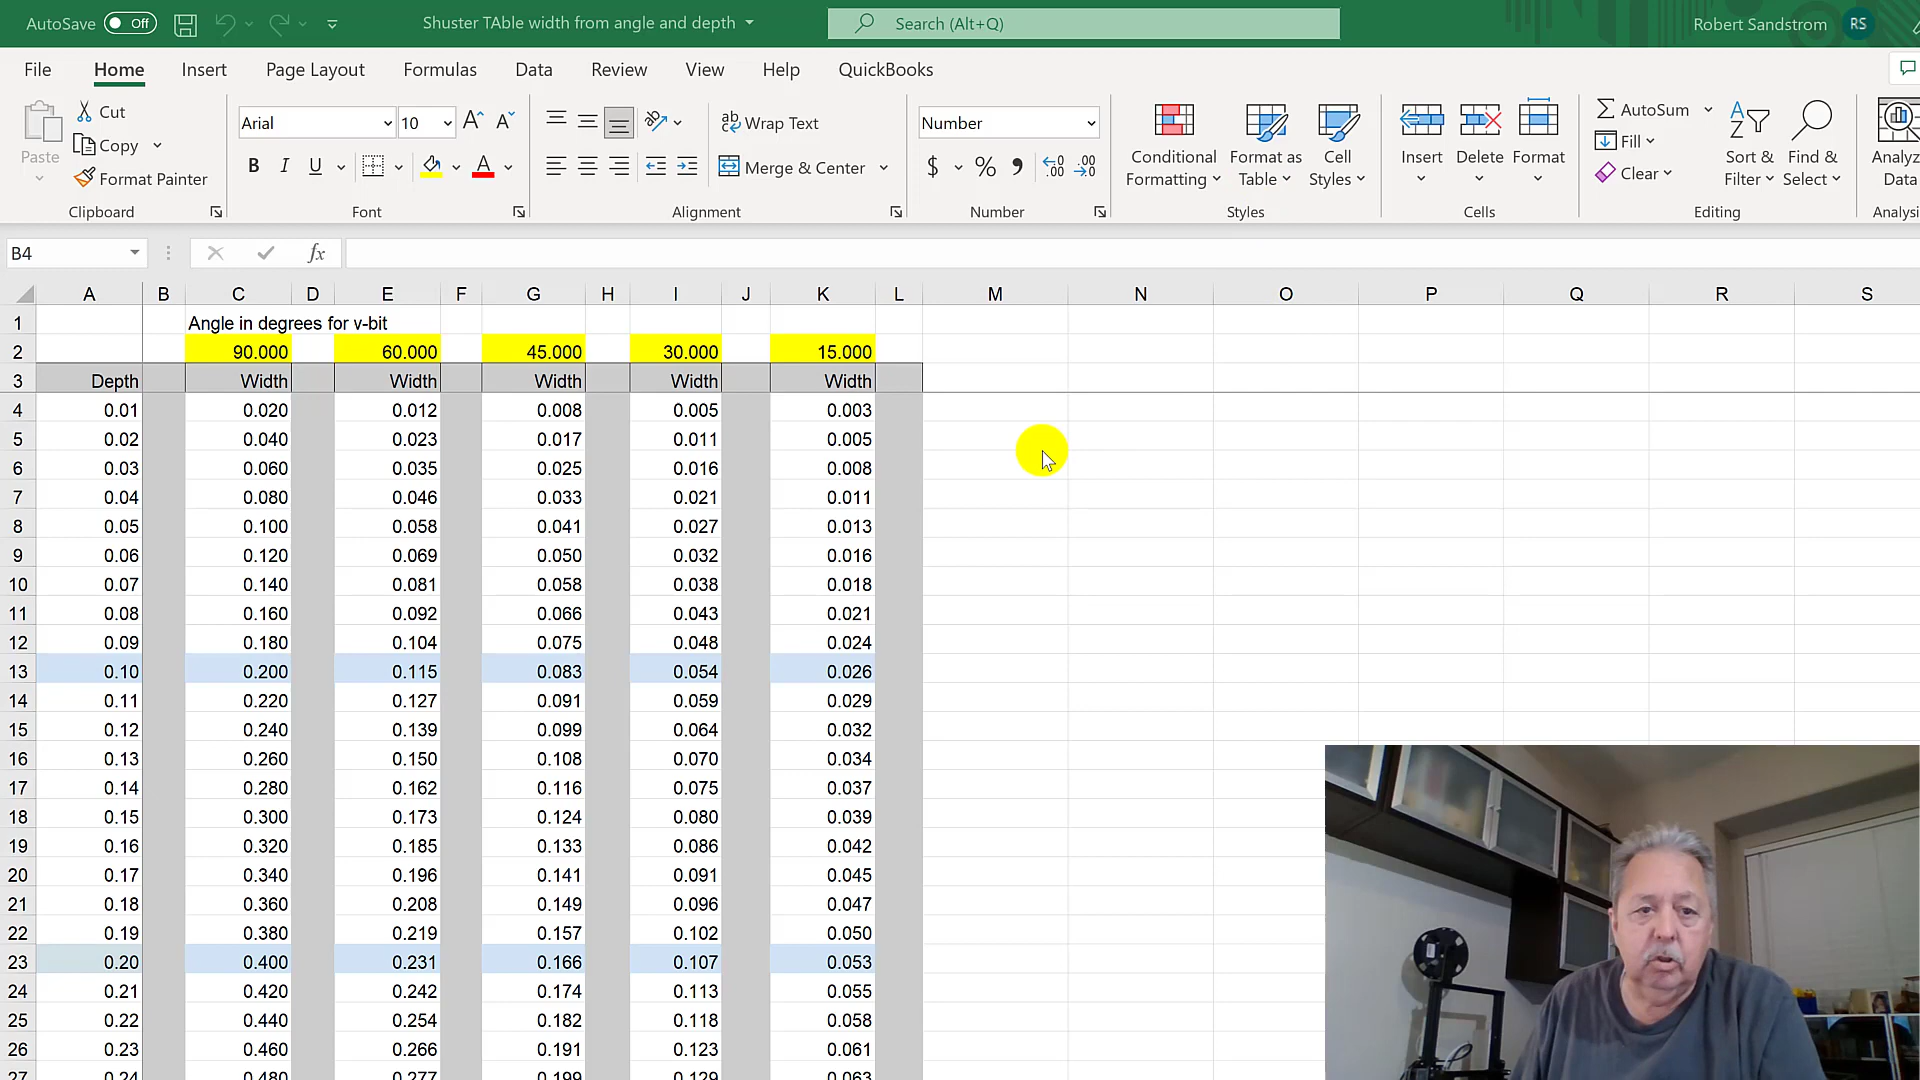 AutoSave Off Shuster TAble width from angle and depth Search (Alt+Q) Robert Sandstrom RS
File Home Insert Page Layout Formulas Data Review View Help QuickBooks
Cut
Copy
Format Painter
Paste
Clipboard
Arial 10
B I U A
Font
ab Wrap Text
Merge & Center
Alignment
Number
$ % , .00
Number
Conditional Formatting
Format as Table
Cell Styles
Styles
Insert Delete Format
Cells
AutoSum
Fill
Clear
Sort & Filter
Find & Select
Editing
Analyz
Data
Analysi
B4 fx
A B C D E F G H I J K L M N O P Q R S
1 Angle in degrees for v-bit
2 90.000 60.000 45.000 30.000 15.000
3 Depth Width Width Width Width Width
4 0.01 0.020 0.012 0.008 0.005 0.003
5 0.02 0.040 0.023 0.017 0.011 0.005
6 0.03 0.060 0.035 0.025 0.016 0.008
7 0.04 0.080 0.046 0.033 0.021 0.011
8 0.05 0.100 0.058 0.041 0.027 0.013
9 0.06 0.120 0.069 0.050 0.032 0.016
10 0.07 0.140 0.081 0.058 0.038 0.018
11 0.08 0.160 0.092 0.066 0.043 0.021
12 0.09 0.180 0.104 0.075 0.048 0.024
13 0.10 0.200 0.115 0.083 0.054 0.026
14 0.11 0.220 0.127 0.091 0.059 0.029
15 0.12 0.240 0.139 0.099 0.064 0.032
16 0.13 0.260 0.150 0.108 0.070 0.034
17 0.14 0.280 0.162 0.116 0.075 0.037
18 0.15 0.300 0.173 0.124 0.080 0.039
19 0.16 0.320 0.185 0.133 0.086 0.042
20 0.17 0.340 0.196 0.141 0.091 0.045
21 0.18 0.360 0.208 0.149 0.096 0.047
22 0.19 0.380 0.219 0.157 0.102 0.050
23 0.20 0.400 0.231 0.166 0.107 0.053
24 0.21 0.420 0.242 0.174 0.113 0.055
25 0.22 0.440 0.254 0.182 0.118 0.058
26 0.23 0.460 0.266 0.191 0.123 0.061
27 0.24 0.480 0.277 0.199 0.129 0.063